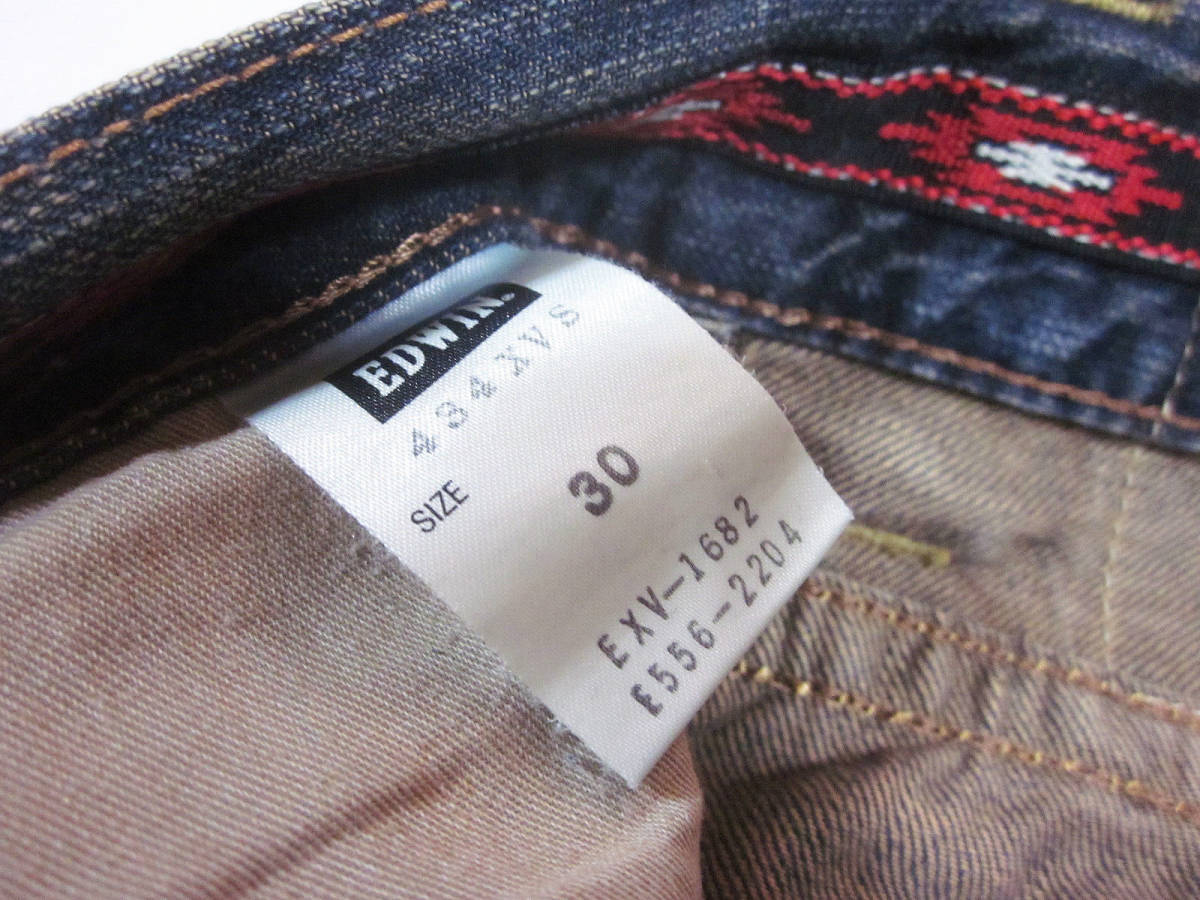 EDWIN.
434XVS
SIZE 30
EXV-1682
E556-2204